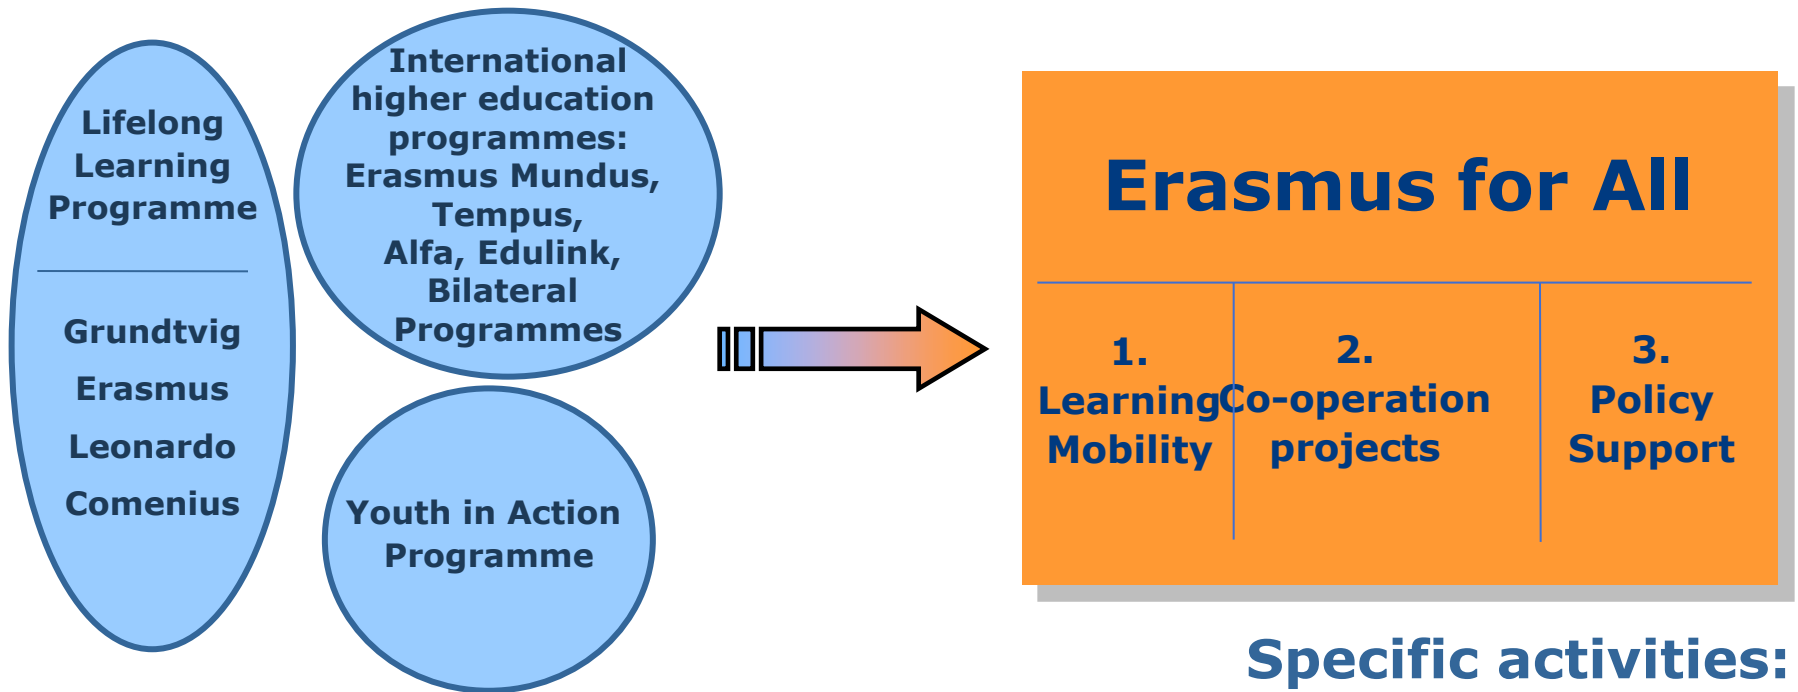 Lifelong
Learning
Programme
Grundtvig
Erasmus
Leonardo
Comenius
International
higher education
programmes:
Erasmus Mundus,
Tempus,
Alfa, Edulink,
Bilateral
Programmes
Youth in Action
Programme
Erasmus for All
1.
Learning
Mobility
2.
Co-operation
projects
3.
Policy
Support
Specific activities: